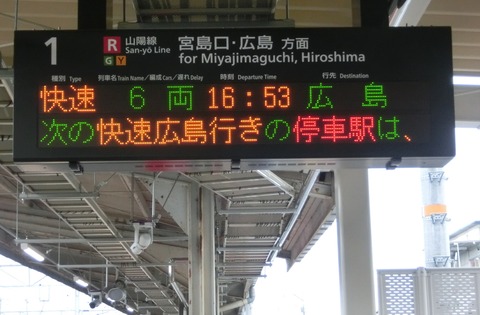 1 R 山陽線 宮島口・広島 方面
G Y San-yō Line for Miyajimaguchi, Hiroshima
種別 Type 列車名 Train Name / 編成 Cars / 遅れ Delay 時刻 Departure Time 行先 Destination
快速 6両 16:53 広島
次の快速広島行きの停車駅は、